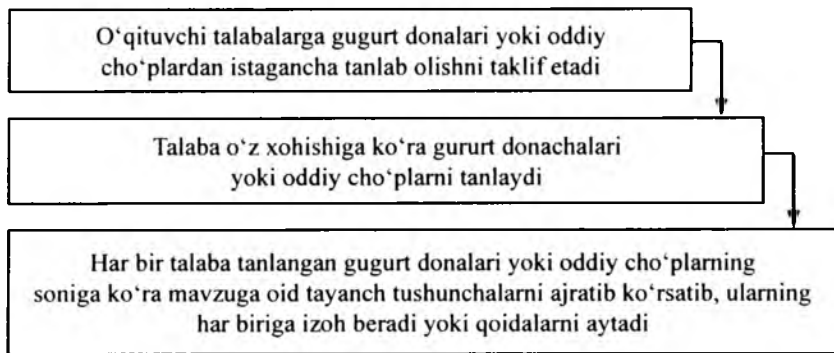 O‘qituvchi talabalarga gugurt donalari yoki oddiy
cho‘plardan istagancha tanlab olishni taklif etadi
Talaba o‘z xohishiga ko‘ra gururt donachalari
yoki oddiy cho‘plarni tanlaydi
Har bir talaba tanlangan gugurt donalari yoki oddiy cho‘plarning
soniga ko‘ra mavzuga oid tayanch tushunchalarni ajratib ko‘rsatib, ularning
har biriga izoh beradi yoki qoidalarni aytadi